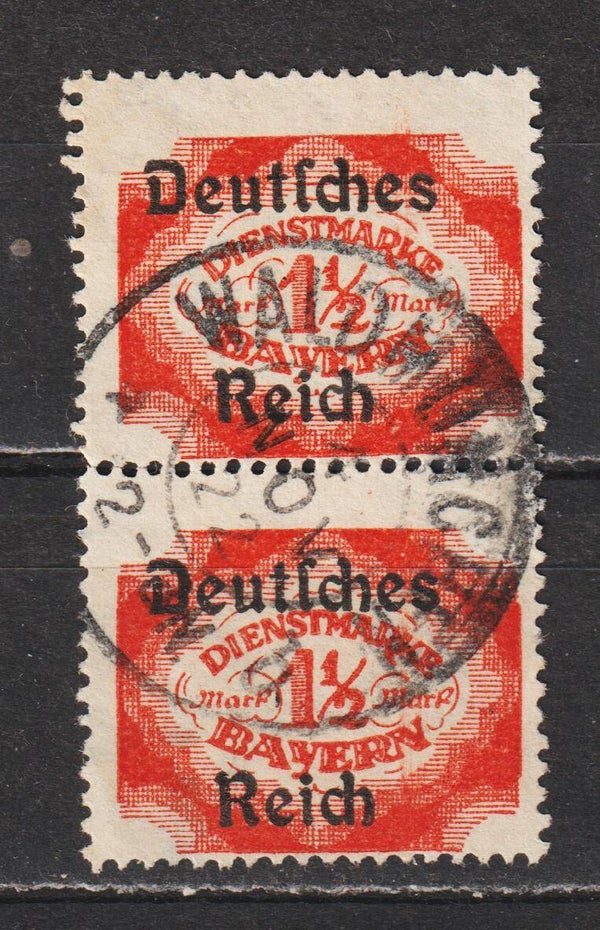 Deutſches
DIENSTMARKE
Mark 1½ Mark
BAYERN
Reich
Deutſches
DIENSTMARKE
Mark 1½ Mark
BAYERN
Reich